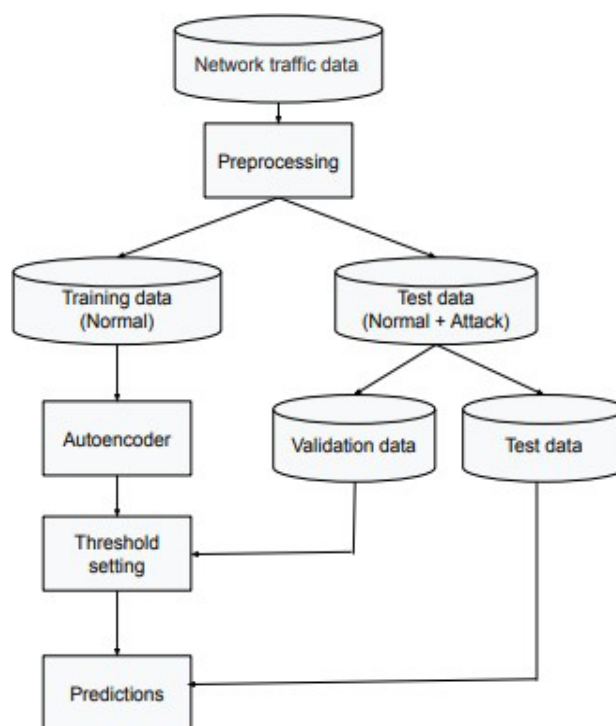 Network traffic data
Preprocessing
Training data
(Normal)
Test data
(Normal + Attack)
Autoencoder
Validation data
Test data
Threshold
setting
Predictions